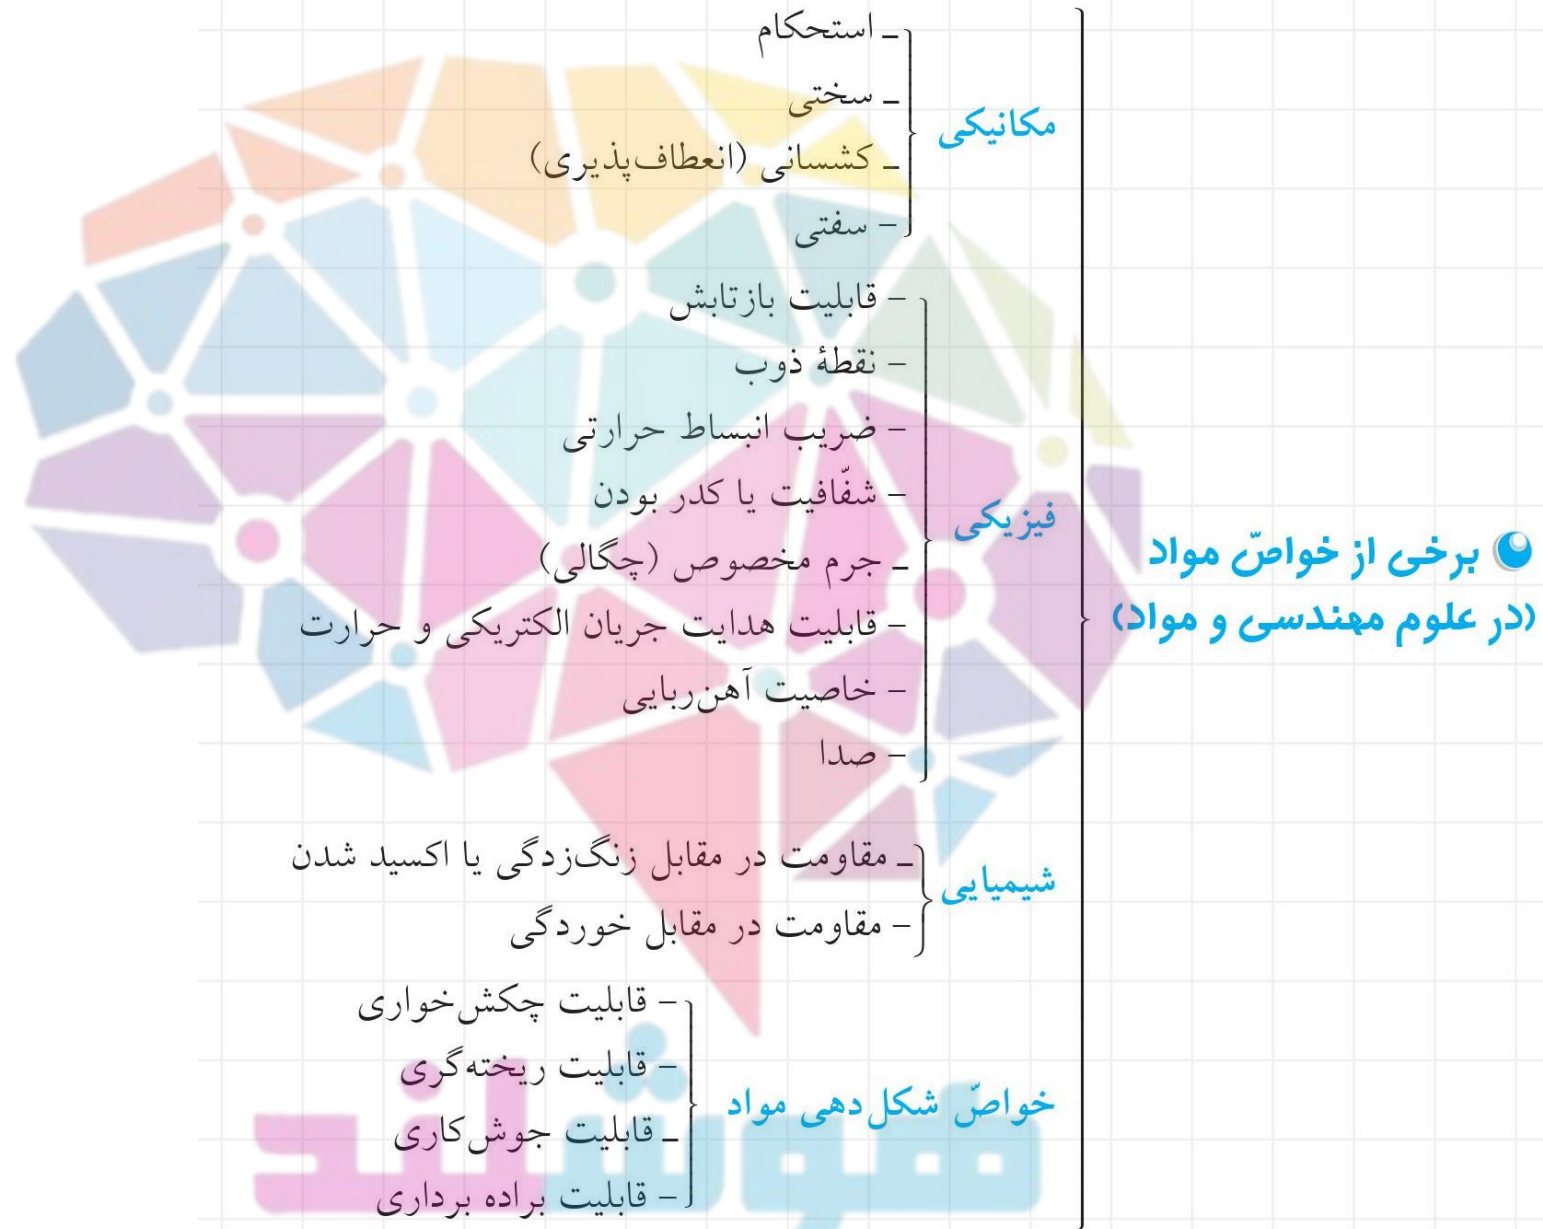 برخی از خواصّ مواد
(در علوم مهندسی و مواد)
مکانیکی
ـ استحکام
ـ سختی
ـ کشسانی (انعطاف‌پذیری)
– سفتی
فیزیکی
– قابلیت بازتابش
– نقطهٔ ذوب
– ضریب انبساط حرارتی
– شفّافیت یا کدر بودن
ـ جرم مخصوص (چگالی)
– قابلیت هدایت جریان الکتریکی و حرارت
– خاصیت آهن‌ربایی
– صدا
شیمیایی
ـ مقاومت در مقابل زنگ‌زدگی یا اکسید شدن
– مقاومت در مقابل خوردگی
خواصّ شکل‌دهی مواد
– قابلیت چکش‌خواری
– قابلیت ریخته‌گری
ـ قابلیت جوش‌کاری
– قابلیت براده برداری
هوش لند